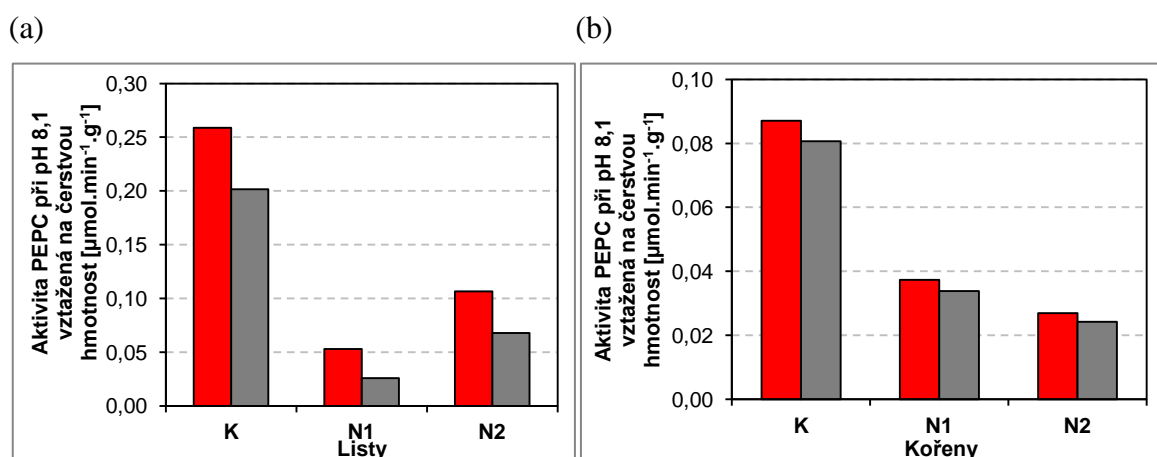 (a)
(b)
Aktivita PEPC při pH 8,1
vztažená na čerstvou
hmotnost [µmol.min⁻¹.g⁻¹]
0,30
0,25
0,20
0,15
0,10
0,05
0,00
K N1 N2
Listy
Aktivita PEPC při pH 8,1
vztažená na čerstvou
hmotnost [µmol.min⁻¹.g⁻¹]
0,10
0,08
0,06
0,04
0,02
0,00
K N1 N2
Kořeny